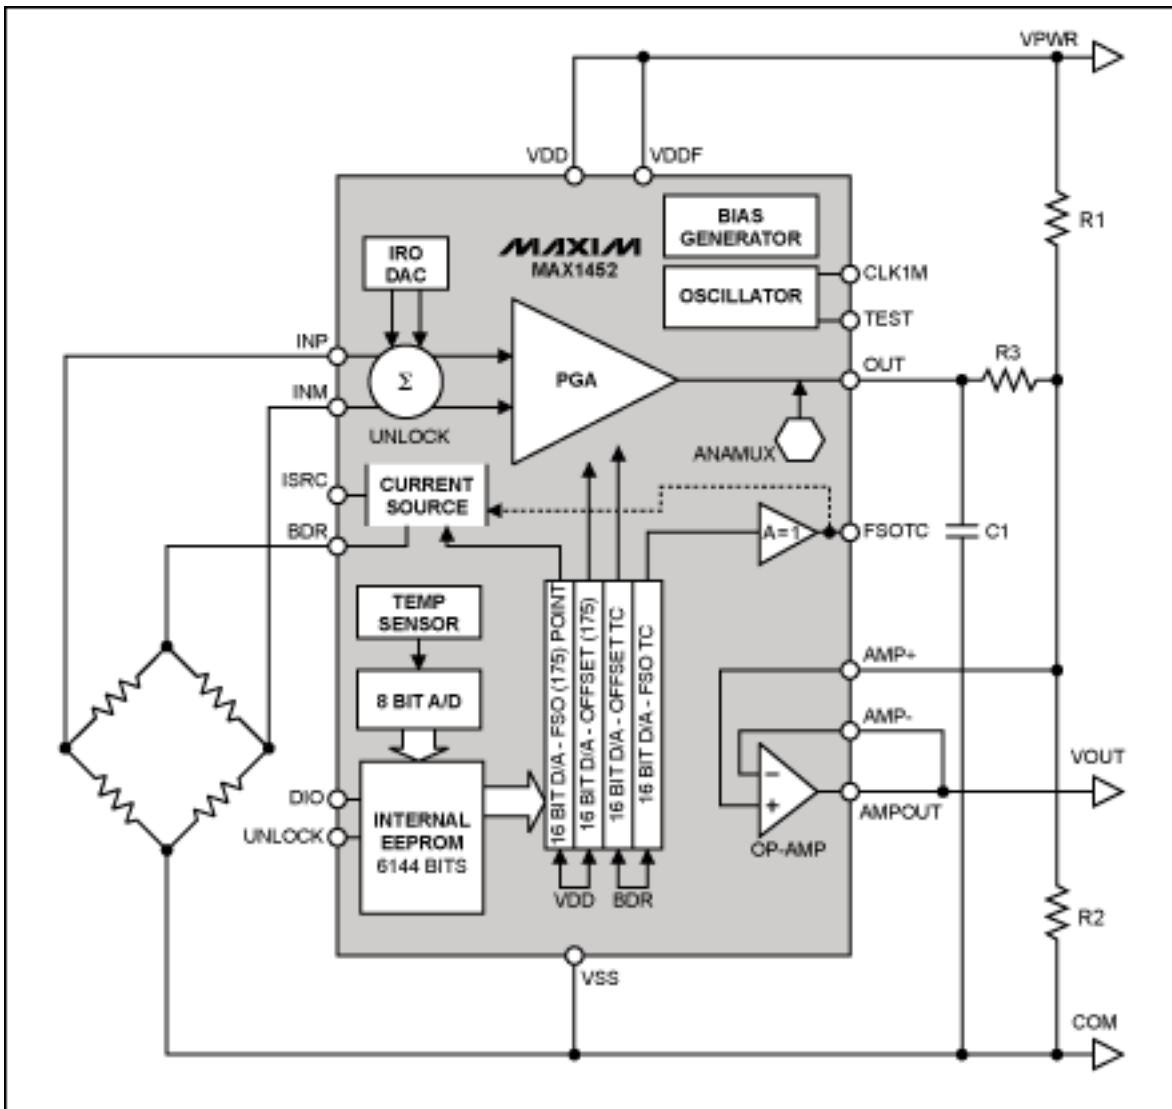 VPWR
VDD
VDDF
BIAS
GENERATOR
R1
IRO
DAC
MAXIM
MAX1452
OSCILLATOR
CLK1M
TEST
INP
Σ
PGA
OUT
R3
INM
UNLOCK
ANAMUX
ISRC
CURRENT
SOURCE
BDR
A=1
FSOTC
C1
TEMP
SENSOR
8 BIT A/D
16 BIT D/A - FSO (175) POINT
16 BIT D/A - OFFSET (175)
16 BIT D/A - OFFSET TC
16 BIT D/A - FSO TC
AMP+
AMP-
VOUT
−
+
AMPOUT
OP-AMP
DIO
UNLOCK
INTERNAL
EEPROM
6144 BITS
VDD
BDR
R2
VSS
COM